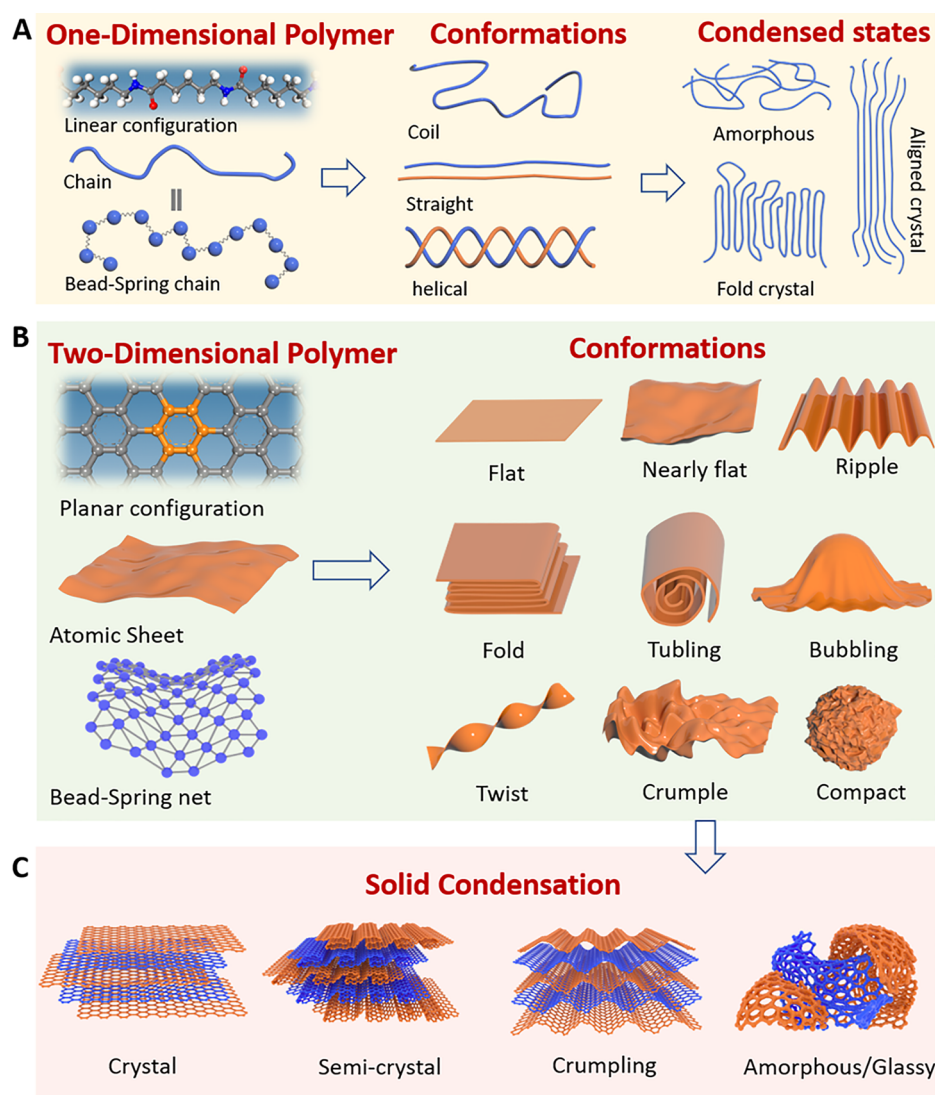 A
One-Dimensional Polymer
Conformations
Condensed states
Linear configuration
Chain
Bead-Spring chain
Coil
Straight
helical
Amorphous
Fold crystal
Aligned crystal
B
Two-Dimensional Polymer
Conformations
Planar configuration
Atomic Sheet
Bead-Spring net
Flat
Nearly flat
Ripple
Fold
Tubling
Bubbling
Twist
Crumple
Compact
C
Solid Condensation
Crystal
Semi-crystal
Crumpling
Amorphous/Glassy